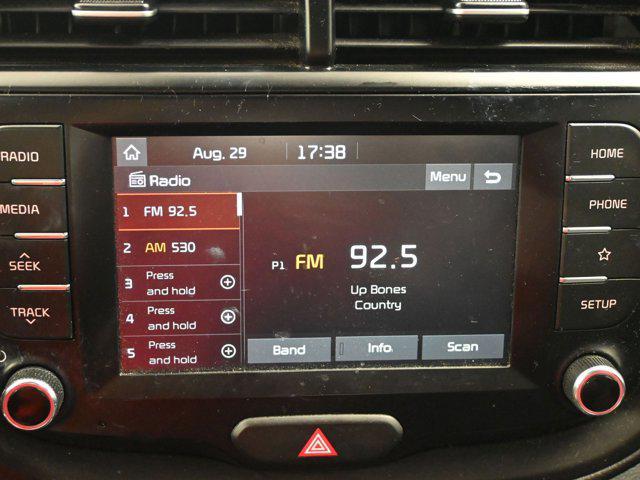 RADIO
MEDIA
SEEK
TRACK
Aug. 29 17:38
Radio
Menu
1 FM 92.5
2 AM 530
3 Press
and hold
4 Press
and hold
5 Press
and hold
P1 FM 92.5
Up Bones
Country
Band
Info
Scan
HOME
PHONE
SETUP